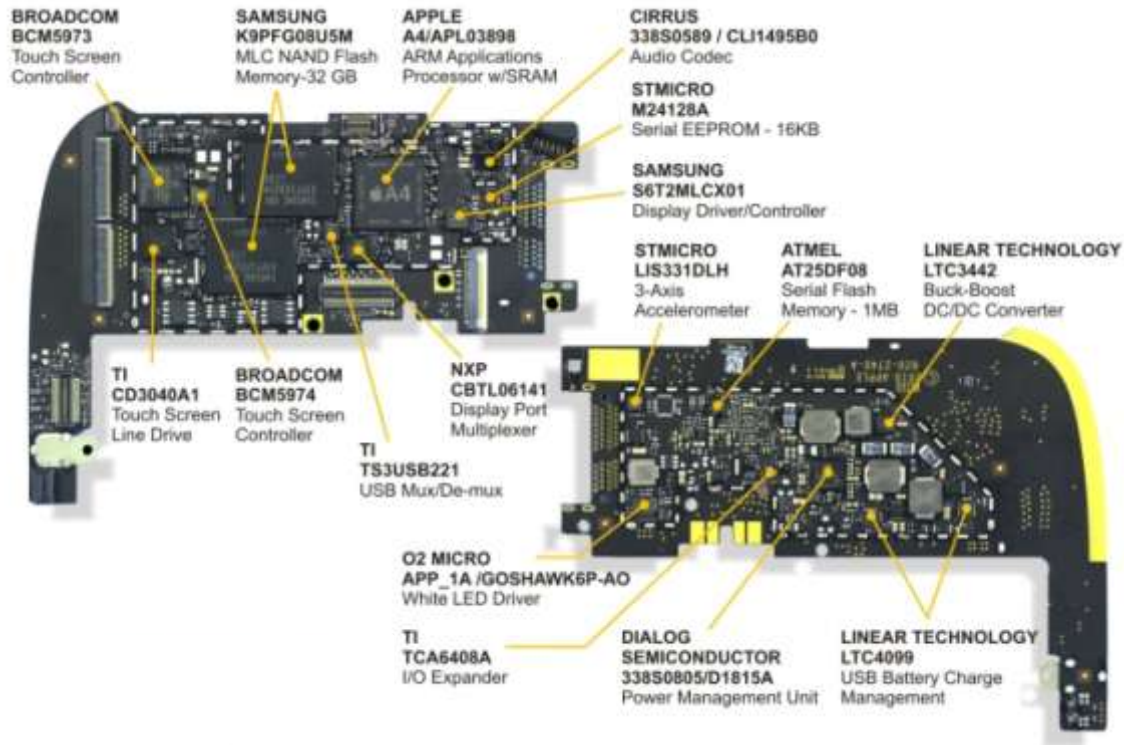 BROADCOM
BCM5973
Touch Screen
Controller
SAMSUNG
K9PFG08U5M
MLC NAND Flash
Memory-32 GB
APPLE
A4/APL03898
ARM Applications
Processor w/SRAM
CIRRUS
338S0589 / CLI1495B0
Audio Codec
STMICRO
M24128A
Serial EEPROM - 16KB
SAMSUNG
S6T2MLCX01
Display Driver/Controller
A4
STMICRO
LIS331DLH
3-Axis
Accelerometer
ATMEL
AT25DF08
Serial Flash
Memory - 1MB
LINEAR TECHNOLOGY
LTC3442
Buck-Boost
DC/DC Converter
TI
CD3040A1
Touch Screen
Line Drive
BROADCOM
BCM5974
Touch Screen
Controller
TI
TS3USB221
USB Mux/De-mux
NXP
CBTL06141
Display Port
Multiplexer
O2 MICRO
APP_1A /GOSHAWK6P-AO
White LED Driver
TI
TCA6408A
I/O Expander
DIALOG
SEMICONDUCTOR
338S0805/D1815A
Power Management Unit
LINEAR TECHNOLOGY
LTC4099
USB Battery Charge
Management